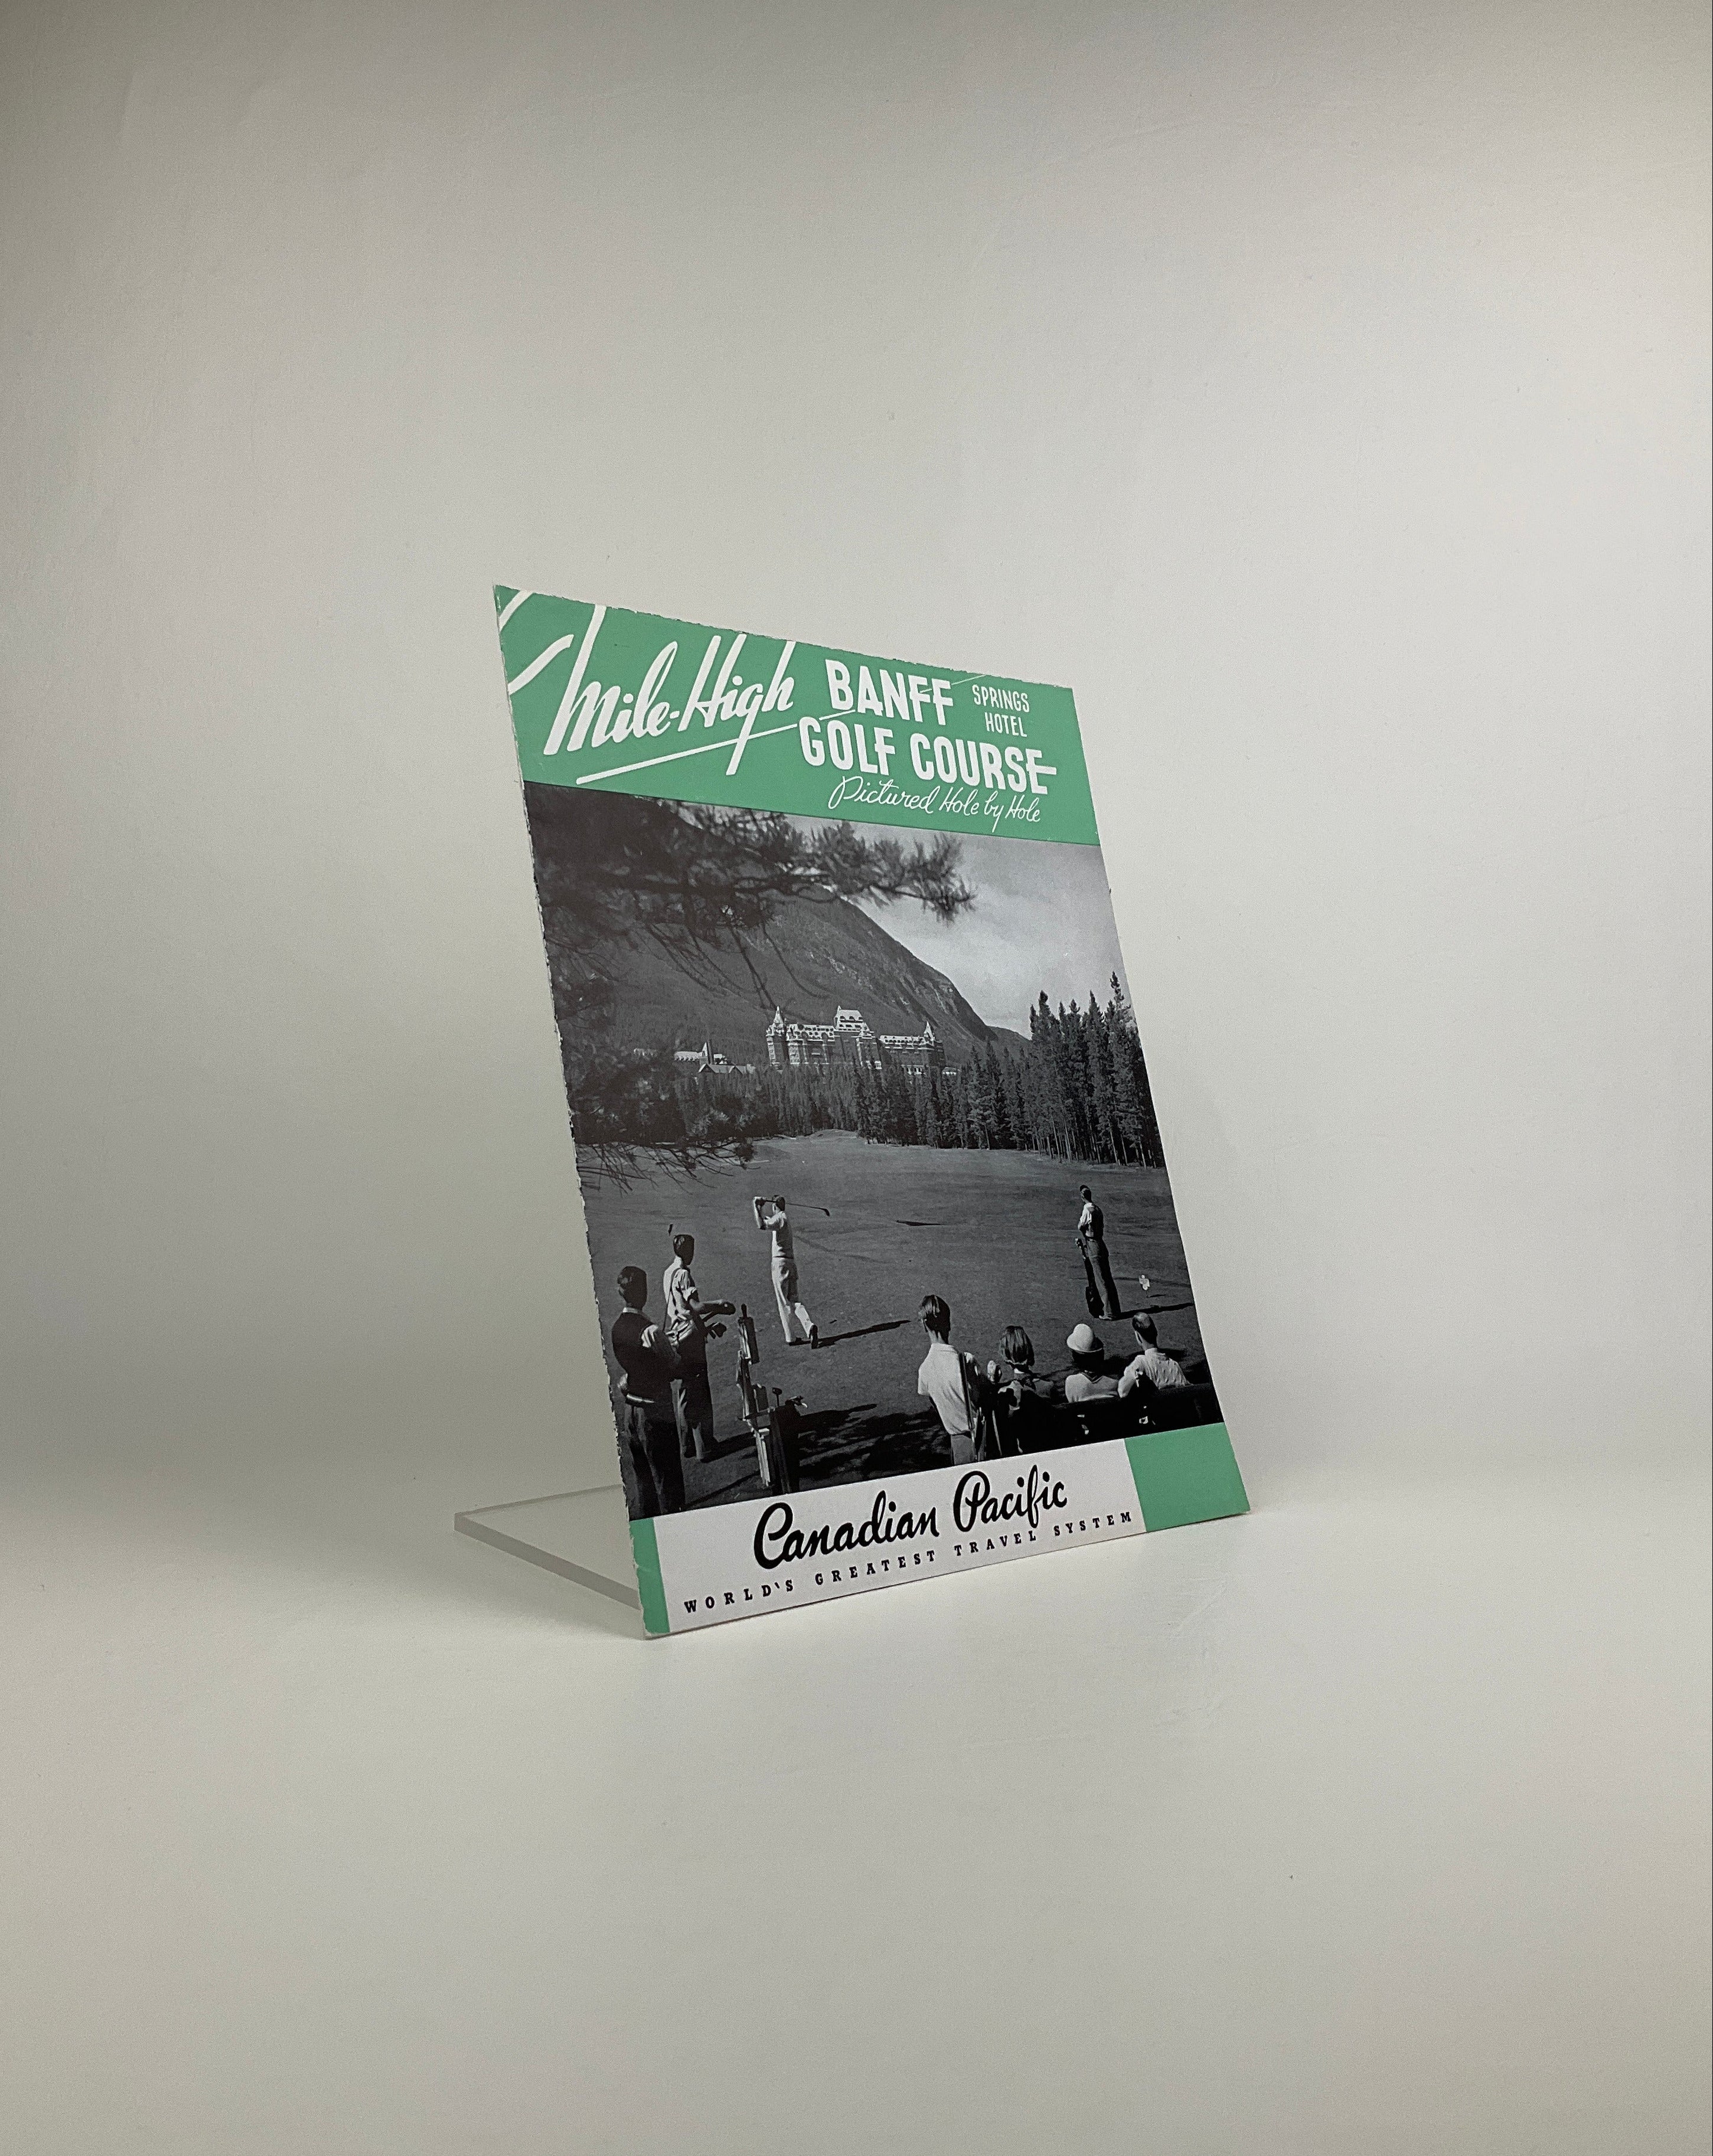 Mile-High BANFF SPRINGS HOTEL
GOLF COURSE
Pictured Hole by Hole
Canadian Pacific
WORLD'S GREATEST TRAVEL SYSTEM